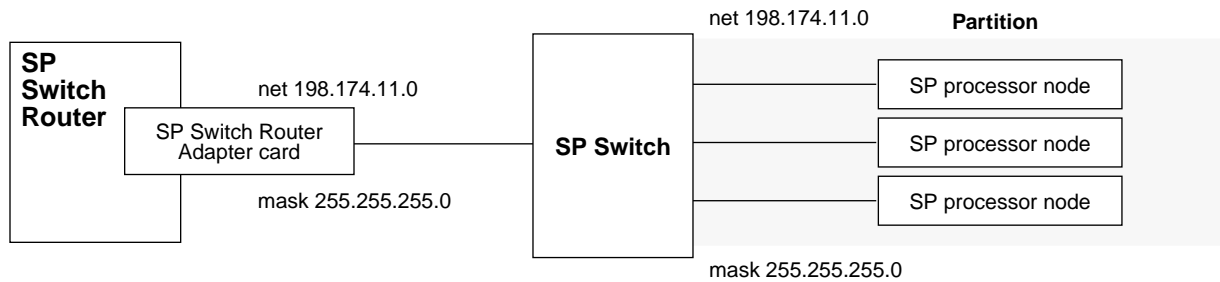 net 198.174.11.0
Partition
SP
Switch
Router
net 198.174.11.0
SP processor node
SP Switch Router
Adapter card
SP Switch
SP processor node
SP processor node
mask 255.255.255.0
mask 255.255.255.0